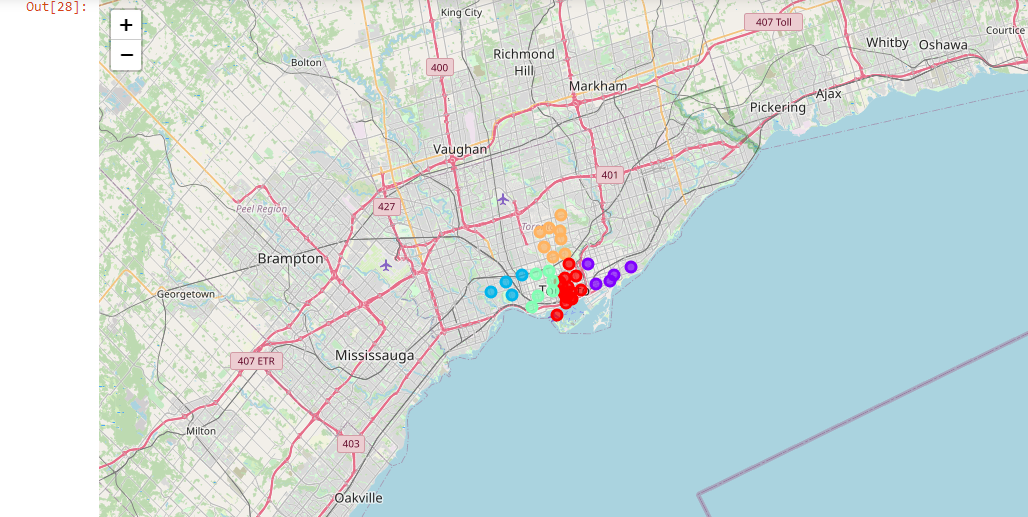 Out[28]:
+
−
King City
407 Toll
Richmond
Hill
Whitby
Oshawa
Courtice
400
Bolton
Markham
Ajax
Pickering
Vaughan
401
427
Peel Region
Brampton
Georgetown
Mississauga
407 ETR
Milton
403
Oakville